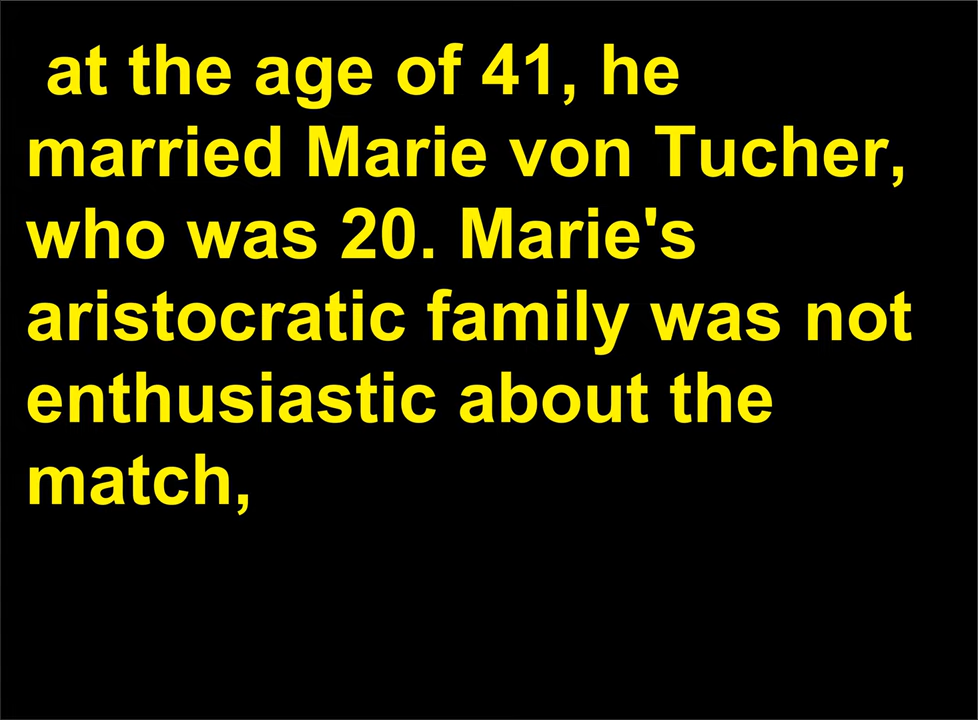 at the age of 41, he
married Marie von Tucher,
who was 20. Marie's
aristocratic family was not
enthusiastic about the
match,